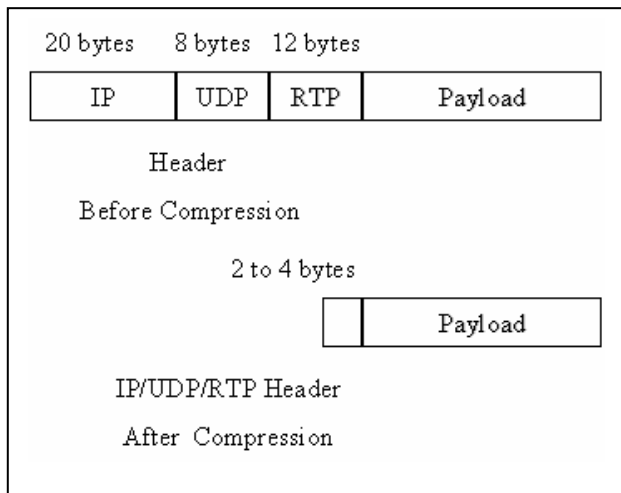 20 bytes 8 bytes 12 bytes
IP UDP RTP Payload
Header
Before Compression
2 to 4 bytes
Payload
IP/UDP/RTP Header
After Compression